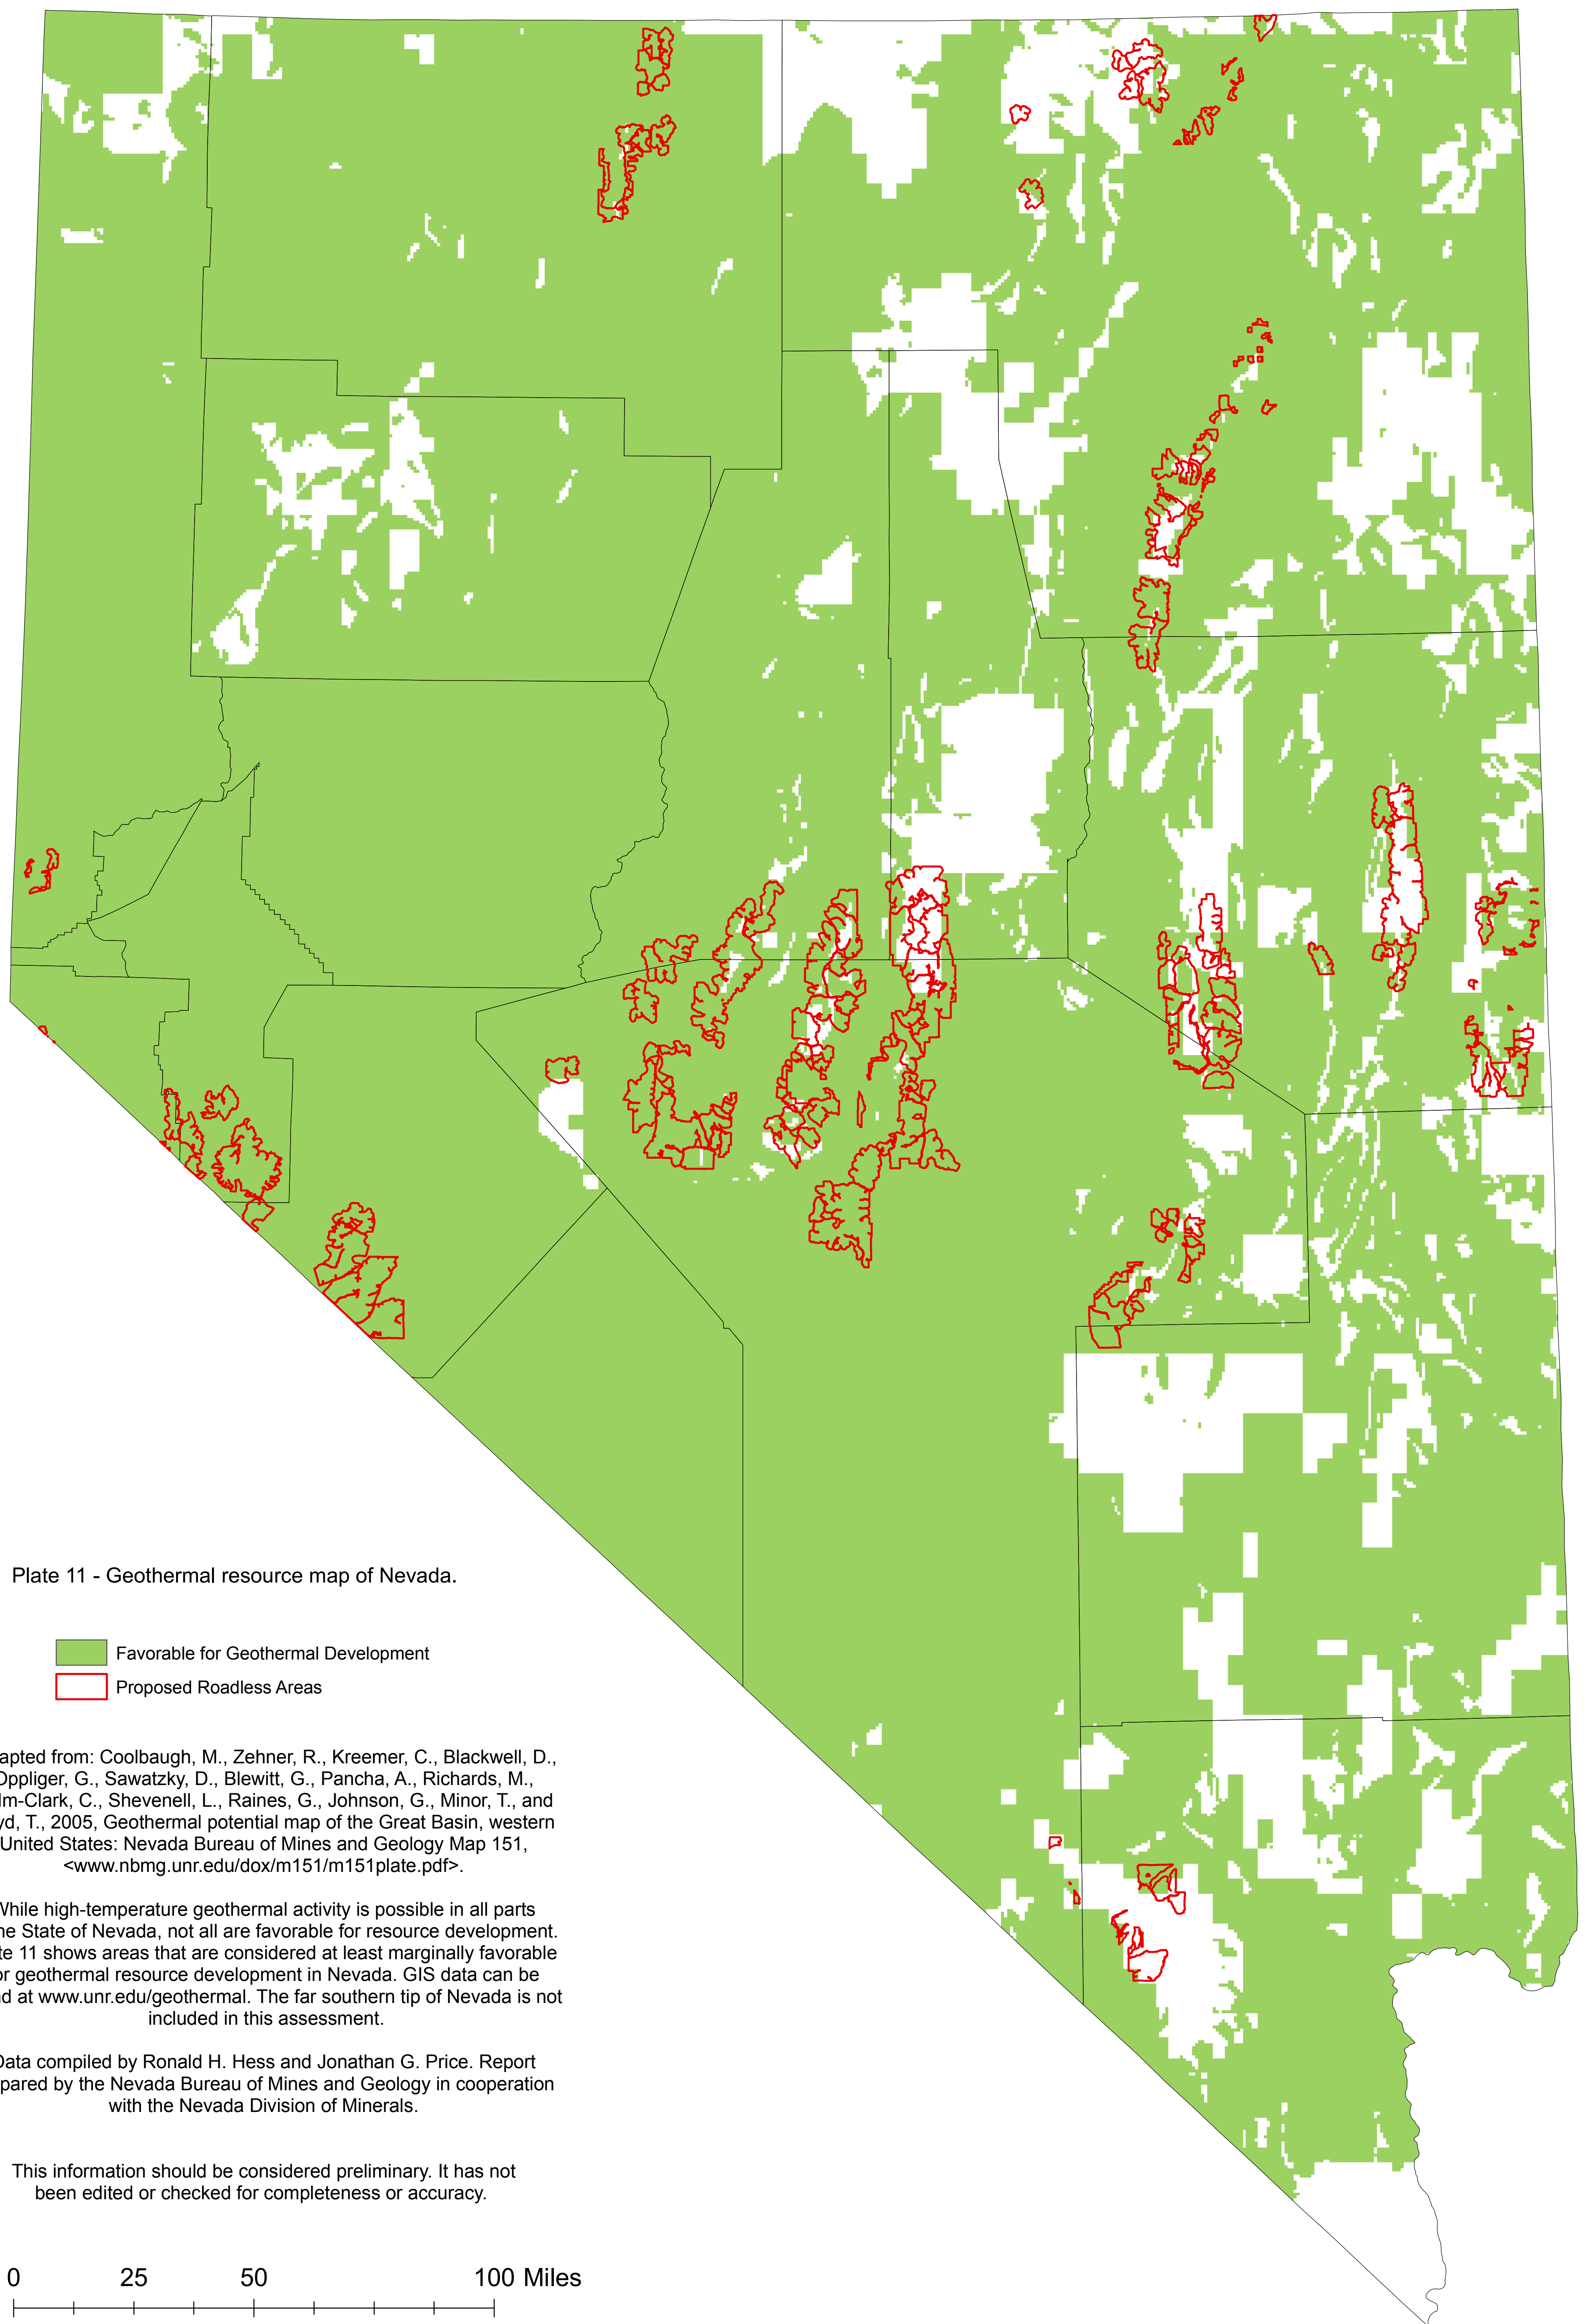 Plate 11 - Geothermal resource map of Nevada.
Favorable for Geothermal Development
Proposed Roadless Areas
apted from: Coolbaugh, M., Zehner, R., Kreemer, C., Blackwell, D.,
Oppliger, G., Sawatzky, D., Blewitt, G., Pancha, A., Richards, M.,
lm-Clark, C., Shevenell, L., Raines, G., Johnson, G., Minor, T., and
yd, T., 2005, Geothermal potential map of the Great Basin, western
United States: Nevada Bureau of Mines and Geology Map 151,
<www.nbmg.unr.edu/dox/m151/m151plate.pdf>.
While high-temperature geothermal activity is possible in all parts
he State of Nevada, not all are favorable for resource development.
te 11 shows areas that are considered at least marginally favorable
or geothermal resource development in Nevada. GIS data can be
d at www.unr.edu/geothermal. The far southern tip of Nevada is not
included in this assessment.
Data compiled by Ronald H. Hess and Jonathan G. Price. Report
pared by the Nevada Bureau of Mines and Geology in cooperation
with the Nevada Division of Minerals.
This information should be considered preliminary. It has not
been edited or checked for completeness or accuracy.
0 25 50 100 Miles